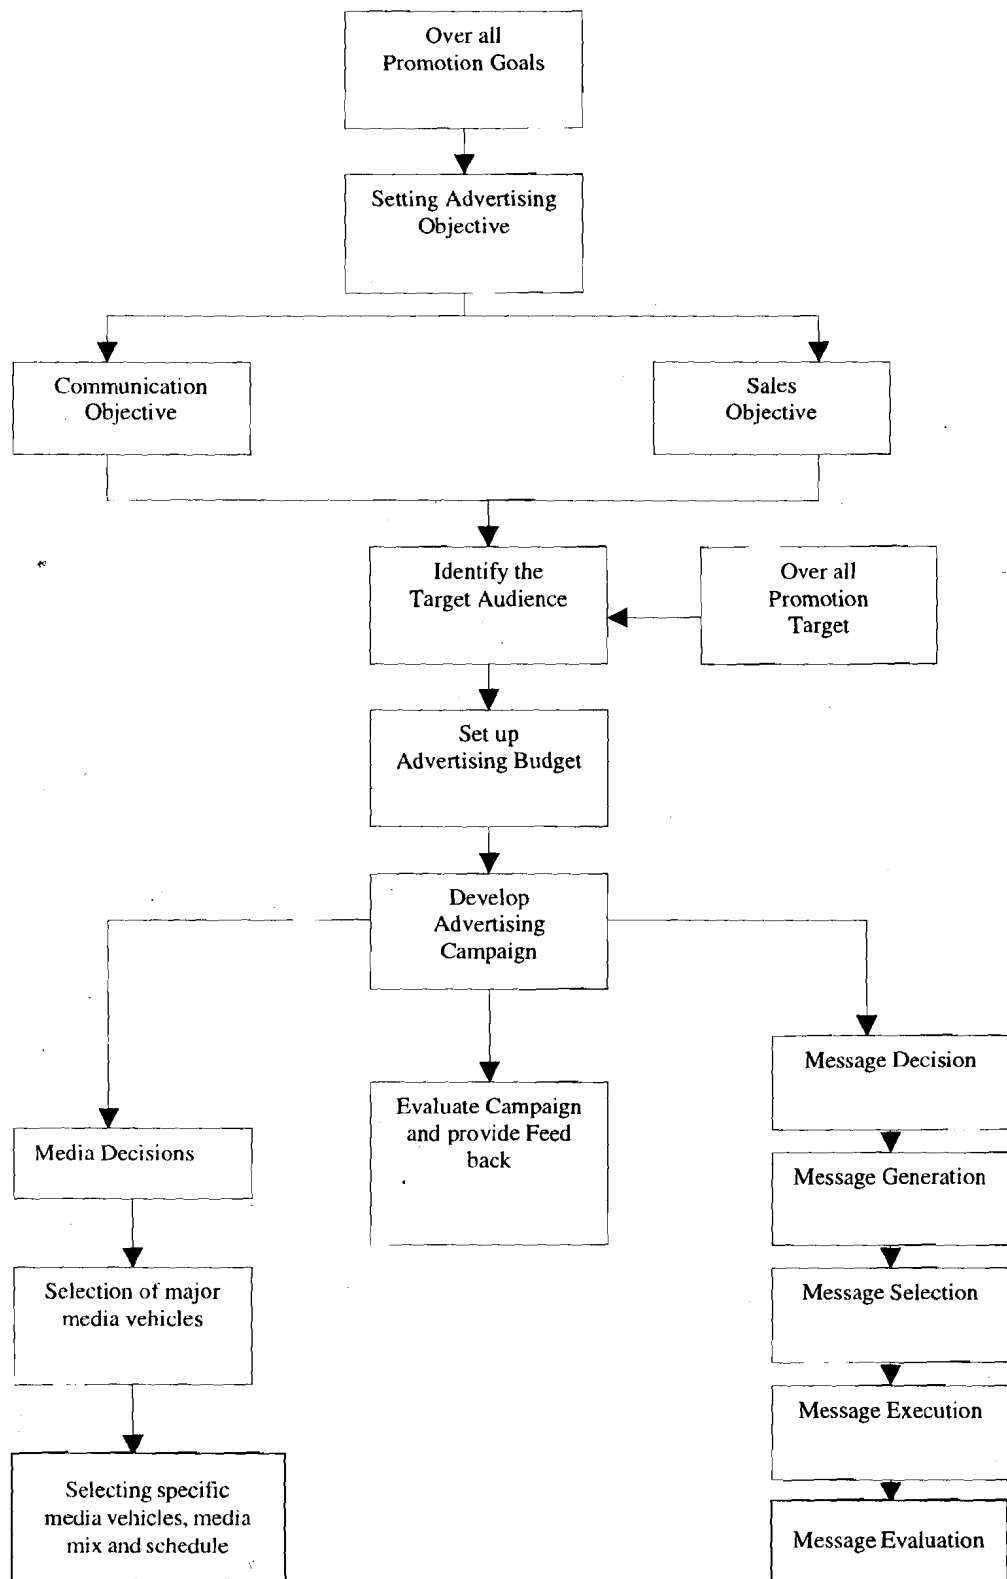 Over all
Promotion Goals
Setting Advertising
Objective
Communication
Objective
Sales
Objective
Identify the
Target Audience
Over all
Promotion
Target
Set up
Advertising Budget
Develop
Advertising
Campaign
Media Decisions
Selection of major
media vehicles
Selecting specific
media vehicles, media
mix and schedule
Evaluate Campaign
and provide Feed
back
Message Decision
Message Generation
Message Selection
Message Execution
Message Evaluation